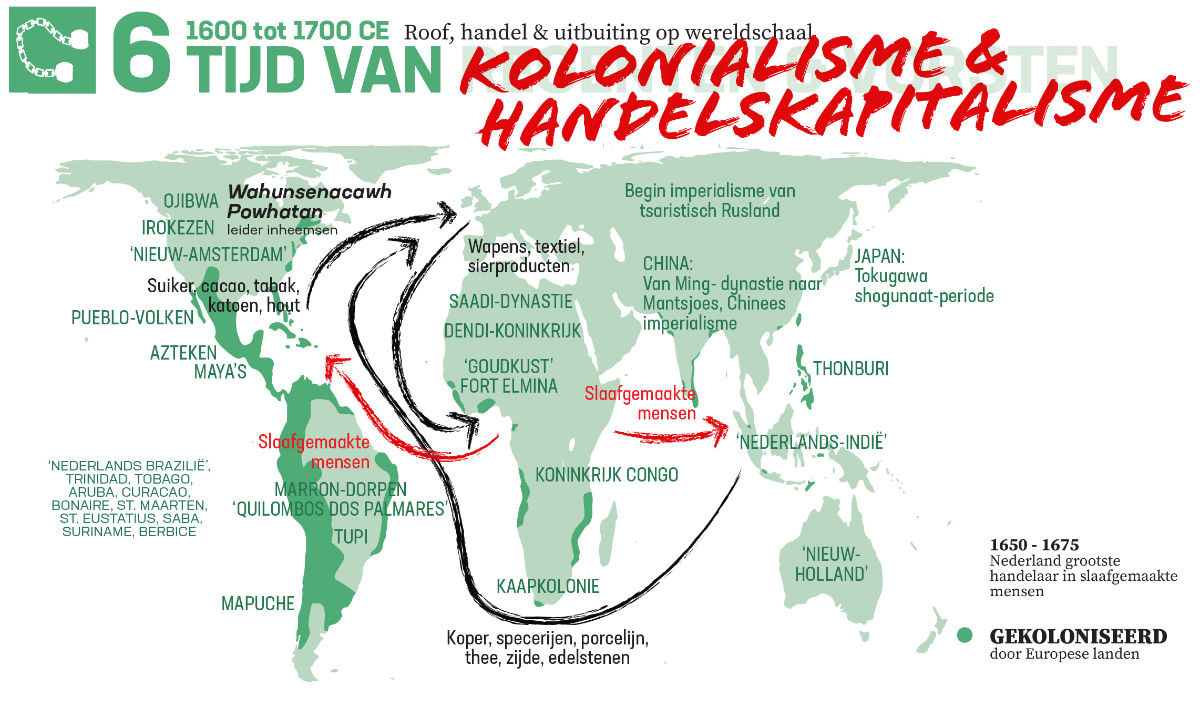 6
1600 tot 1700 CE
Roof, handel & uitbuiting op wereldschaal
TIJD VAN
KOLONIALISME &
HANDELSKAPITALISME
OJIBWA
Wahunsenacawh
Powhatan
leider inheemsen
IROKEZEN
'NIEUW-AMSTERDAM'
Suiker, cacao, tabak,
katoen, hout
PUEBLO-VOLKEN
AZTEKEN
MAYA'S
Wapens, textiel,
sierproducten
SAADI-DYNASTIE
DENDI-KONINKRIJK
'GOUDKUST'
FORT ELMINA
Begin imperialisme van
tsaristisch Rusland
CHINA:
Van Ming- dynastie naar
Mantsjoes, Chinees
imperialisme
JAPAN:
Tokugawa
shogunaat-periode
THONBURI
Slaafgemaakte
mensen
'NEDERLANDS-INDIË'
Slaafgemaakte
mensen
KONINKRIJK CONGO
'NEDERLANDS BRAZILIË',
TRINIDAD, TOBAGO,
ARUBA, CURACAO,
BONAIRE, ST. MAARTEN,
ST. EUSTATIUS, SABA,
SURINAME, BERBICE
MARRON-DORPEN
'QUILOMBOS DOS PALMARES'
TUPI
MAPUCHE
KAAPKOLONIE
Koper, specerijen, porcelijn,
thee, zijde, edelstenen
'NIEUW-
HOLLAND'
1650 - 1675
Nederland grootste
handelaar in slaafgemaakte
mensen
GEKOLONISEERD
door Europese landen